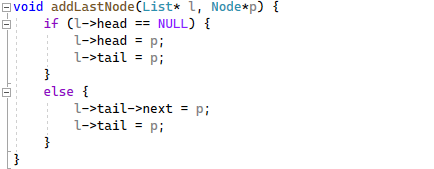 void addLastNode(List* l, Node*p) {
    if (l->head == NULL) {
        l->head = p;
        l->tail = p;
    }
    else {
        l->tail->next = p;
        l->tail = p;
    }
}